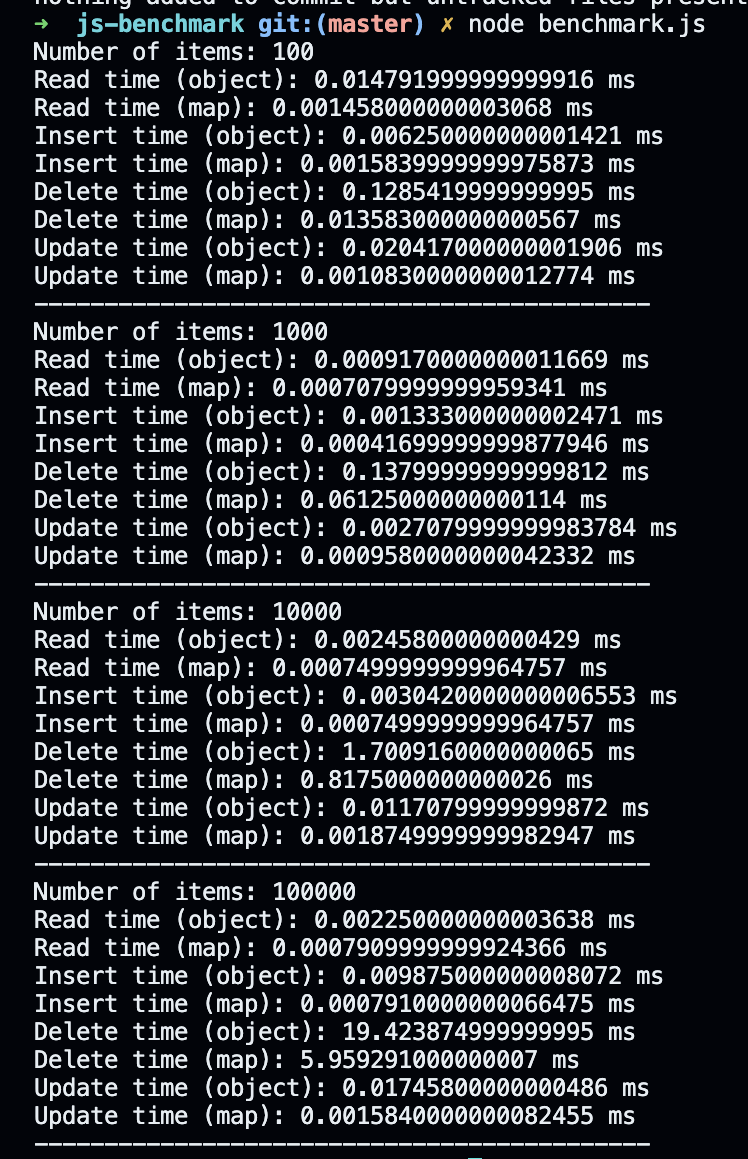 nothing added to commit but untracked files present
➜  js-benchmark git:(master) ✗ node benchmark.js
Number of items: 100
Read time (object): 0.014791999999999916 ms
Read time (map): 0.001458000000003068 ms
Insert time (object): 0.006250000000001421 ms
Insert time (map): 0.0015839999999975873 ms
Delete time (object): 0.1285419999999995 ms
Delete time (map): 0.013583000000000567 ms
Update time (object): 0.020417000000001906 ms
Update time (map): 0.0010830000000012774 ms
--------------------------------------------
Number of items: 1000
Read time (object): 0.0009170000000011669 ms
Read time (map): 0.0007079999999959341 ms
Insert time (object): 0.001333000000002471 ms
Insert time (map): 0.00041699999999877946 ms
Delete time (object): 0.13799999999999812 ms
Delete time (map): 0.06125000000000114 ms
Update time (object): 0.0027079999999983784 ms
Update time (map): 0.0009580000000042332 ms
--------------------------------------------
Number of items: 10000
Read time (object): 0.00245800000000429 ms
Read time (map): 0.0007499999999964757 ms
Insert time (object): 0.0030420000000006553 ms
Insert time (map): 0.0007499999999964757 ms
Delete time (object): 1.7009160000000065 ms
Delete time (map): 0.8175000000000026 ms
Update time (object): 0.01170799999999872 ms
Update time (map): 0.0018749999999982947 ms
--------------------------------------------
Number of items: 100000
Read time (object): 0.002250000000003638 ms
Read time (map): 0.0007909999999924366 ms
Insert time (object): 0.009875000000008072 ms
Insert time (map): 0.0007910000000066475 ms
Delete time (object): 19.423874999999995 ms
Delete time (map): 5.959291000000007 ms
Update time (object): 0.01745800000000486 ms
Update time (map): 0.0015840000000082455 ms
--------------------------------------------